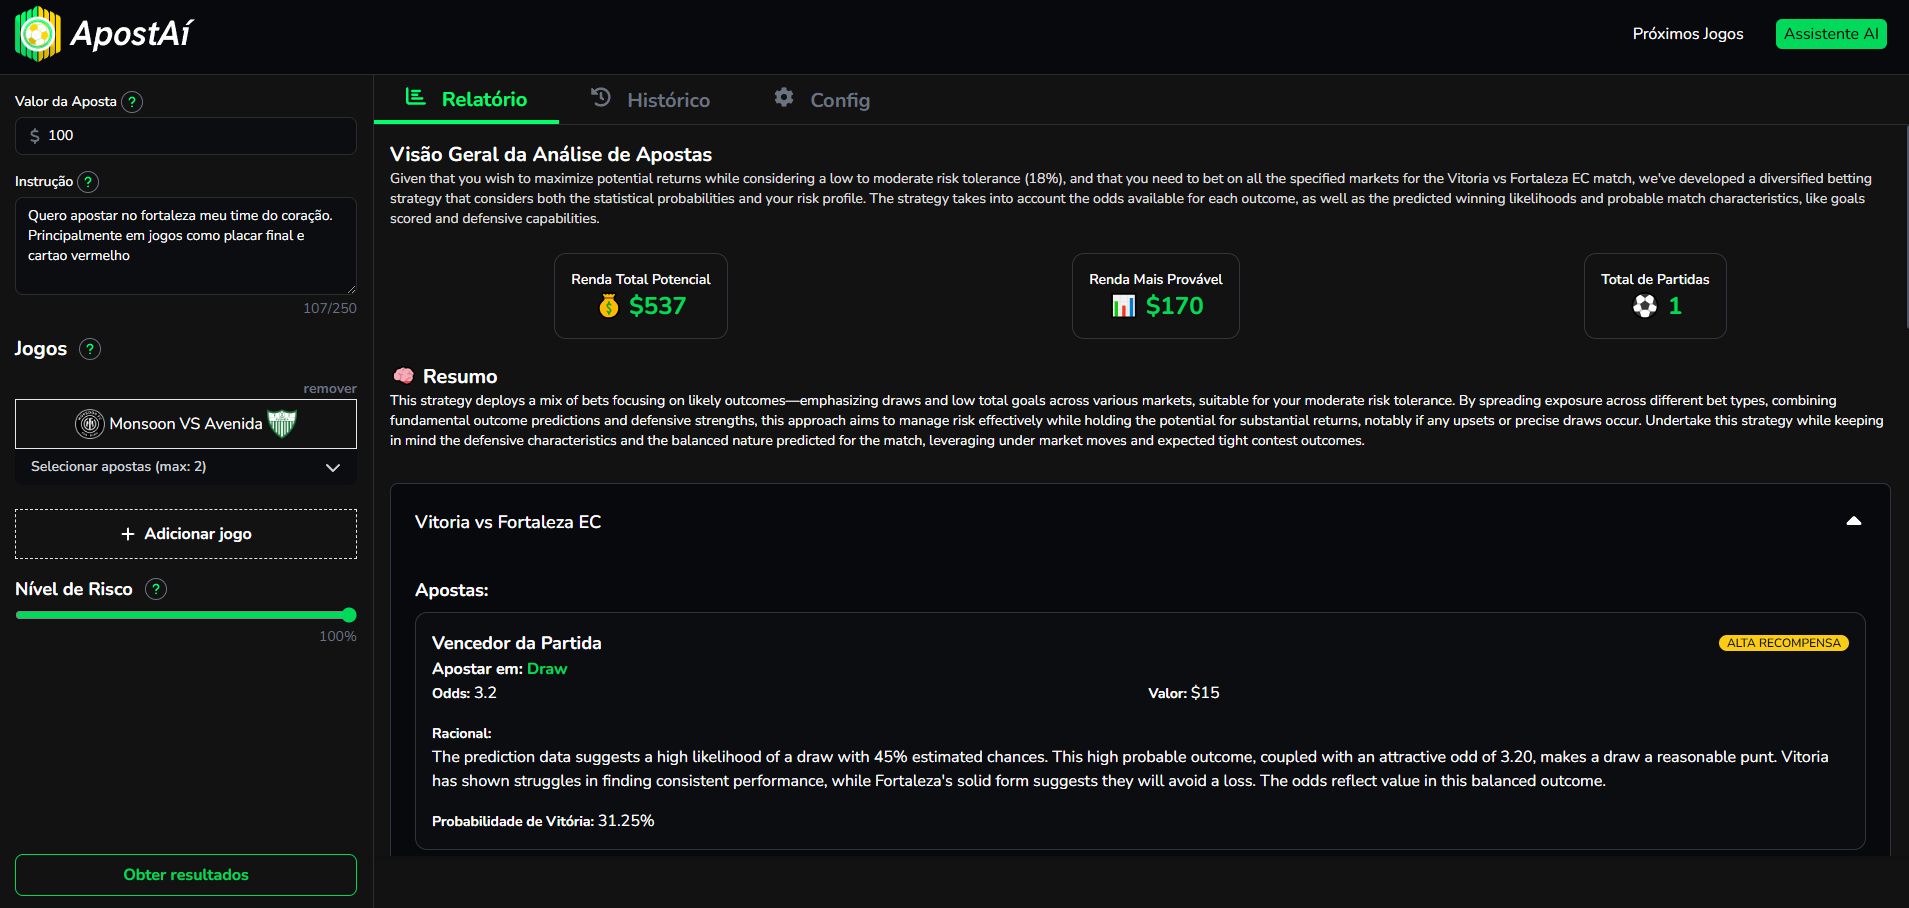 ApostAí
Próximos Jogos
Assistente AI
Valor da Aposta ?
$ 100
Instrução ?
Quero apostar no fortaleza meu time do coração.
Principalmente em jogos como placar final e
cartao vermelho
107/250
Jogos ?
remover
Monsoon VS Avenida
Selecionar apostas (max: 2)
+ Adicionar jogo
Nível de Risco ?
100%
Obter resultados
Relatório
Histórico
Config
Visão Geral da Análise de Apostas
Given that you wish to maximize potential returns while considering a low to moderate risk tolerance (18%), and that you need to bet on all the specified markets for the Vitoria vs Fortaleza EC match, we've developed a diversified betting
strategy that considers both the statistical probabilities and your risk profile. The strategy takes into account the odds available for each outcome, as well as the predicted winning likelihoods and probable match characteristics, like goals
scored and defensive capabilities.
Renda Total Potencial
$537
Renda Mais Provável
$170
Total de Partidas
1
Resumo
This strategy deploys a mix of bets focusing on likely outcomes—emphasizing draws and low total goals across various markets, suitable for your moderate risk tolerance. By spreading exposure across different bet types, combining
fundamental outcome predictions and defensive strengths, this approach aims to manage risk effectively while holding the potential for substantial returns, notably if any upsets or precise draws occur. Undertake this strategy while keeping
in mind the defensive characteristics and the balanced nature predicted for the match, leveraging under market moves and expected tight contest outcomes.
Vitoria vs Fortaleza EC
Apostas:
Vencedor da Partida
ALTA RECOMPENSA
Apostar em: Draw
Odds: 3.2
Valor: $15
Racional:
The prediction data suggests a high likelihood of a draw with 45% estimated chances. This high probable outcome, coupled with an attractive odd of 3.20, makes a draw a reasonable punt. Vitoria
has shown struggles in finding consistent performance, while Fortaleza's solid form suggests they will avoid a loss. The odds reflect value in this balanced outcome.
Probabilidade de Vitória: 31.25%